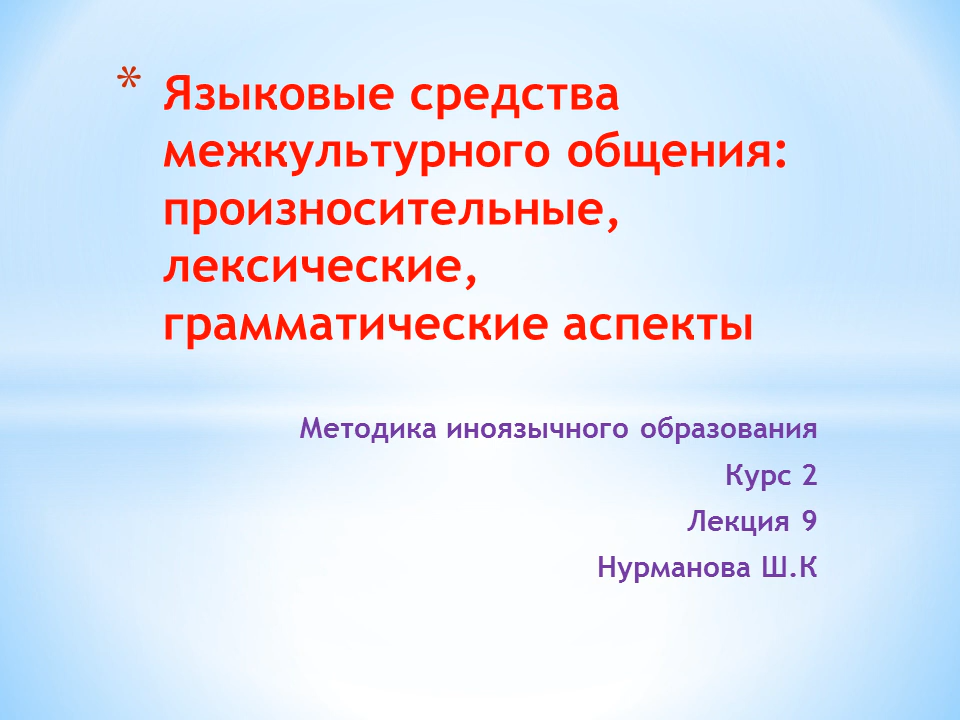 * Языковые средства
межкультурного общения:
произносительные,
лексические,
грамматические аспекты
Методика иноязычного образования
Курс 2
Лекция 9
Нурманова Ш.К